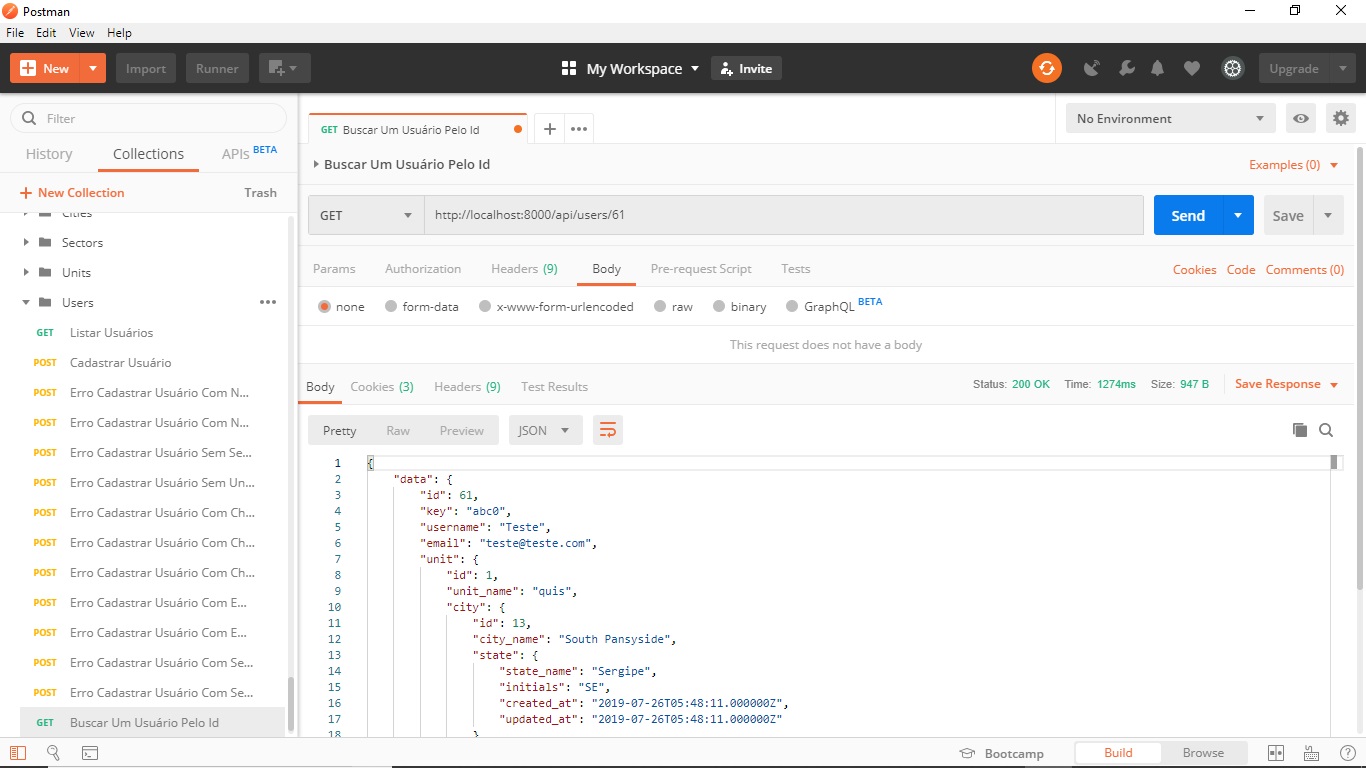 Postman
File Edit View Help
New Import Runner My Workspace Invite Upgrade
Filter
History Collections APIs BETA
New Collection Trash
Cities
Sectors
Units
Users
GET Listar Usuários
POST Cadastrar Usuário
POST Erro Cadastrar Usuário Com N...
POST Erro Cadastrar Usuário Com N...
POST Erro Cadastrar Usuário Sem Se...
POST Erro Cadastrar Usuário Sem Un...
POST Erro Cadastrar Usuário Com Ch...
POST Erro Cadastrar Usuário Com Ch...
POST Erro Cadastrar Usuário Com Ch...
POST Erro Cadastrar Usuário Com E...
POST Erro Cadastrar Usuário Com E...
POST Erro Cadastrar Usuário Com Se...
POST Erro Cadastrar Usuário Com Se...
GET Buscar Um Usuário Pelo Id
GET Buscar Um Usuário Pelo Id
No Environment
Buscar Um Usuário Pelo Id Examples (0)
GET http://localhost:8000/api/users/61 Send Save
Params Authorization Headers (9) Body Pre-request Script Tests Cookies Code Comments (0)
none form-data x-www-form-urlencoded raw binary GraphQL BETA
This request does not have a body
Body Cookies (3) Headers (9) Test Results Status: 200 OK Time: 1274ms Size: 947 B Save Response
Pretty Raw Preview JSON
1 {
2 "data": {
3 "id": 61,
4 "key": "abc0",
5 "username": "Teste",
6 "email": "teste@teste.com",
7 "unit": {
8 "id": 1,
9 "unit_name": "quis",
10 "city": {
11 "id": 13,
12 "city_name": "South Pansyside",
13 "state": {
14 "state_name": "Sergipe",
15 "initials": "SE",
16 "created_at": "2019-07-26T05:48:11.000000Z",
17 "updated_at": "2019-07-26T05:48:11.000000Z"
18 }
Bootcamp Build Browse